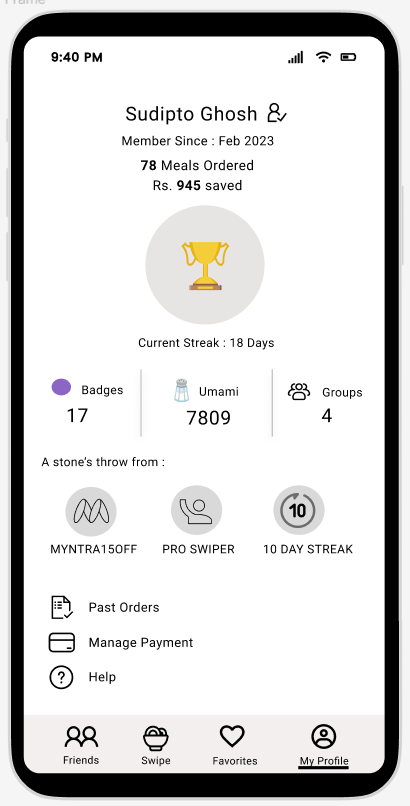 Frame
9:40 PM
Sudipto Ghosh
Member Since : Feb 2023
78 Meals Ordered
Rs. 945 saved
Current Streak : 18 Days
Badges
17
Umami
7809
Groups
4
A stone's throw from :
10
MYNTRA15OFF PRO SWIPER 10 DAY STREAK
Past Orders
Manage Payment
? Help
Friends Swipe Favorites My Profile